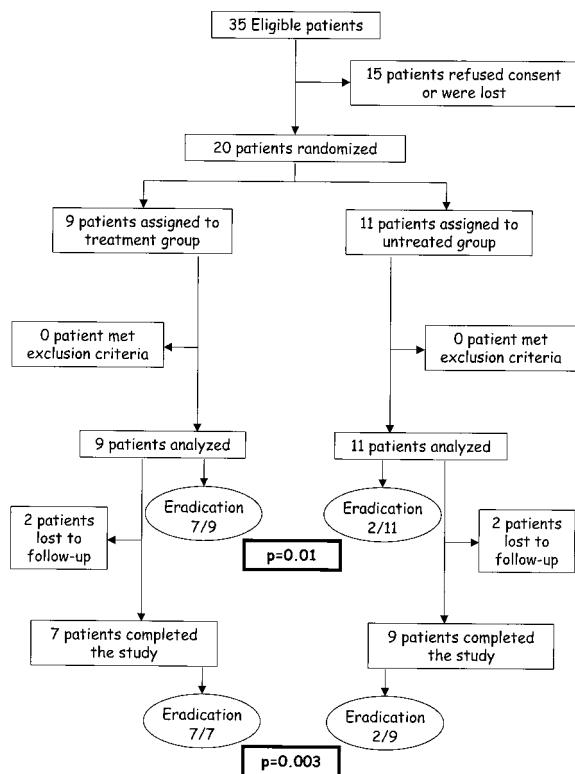 35 Eligible patients
15 patients refused consent
or were lost
20 patients randomized
9 patients assigned to
treatment group
11 patients assigned to
untreated group
0 patient met
exclusion criteria
0 patient met
exclusion criteria
9 patients analyzed
11 patients analyzed
Eradication
7/9
Eradication
2/11
2 patients
lost to
follow-up
2 patients
lost to
follow-up
p=0.01
7 patients completed
the study
9 patients completed
the study
Eradication
7/7
Eradication
2/9
p=0.003